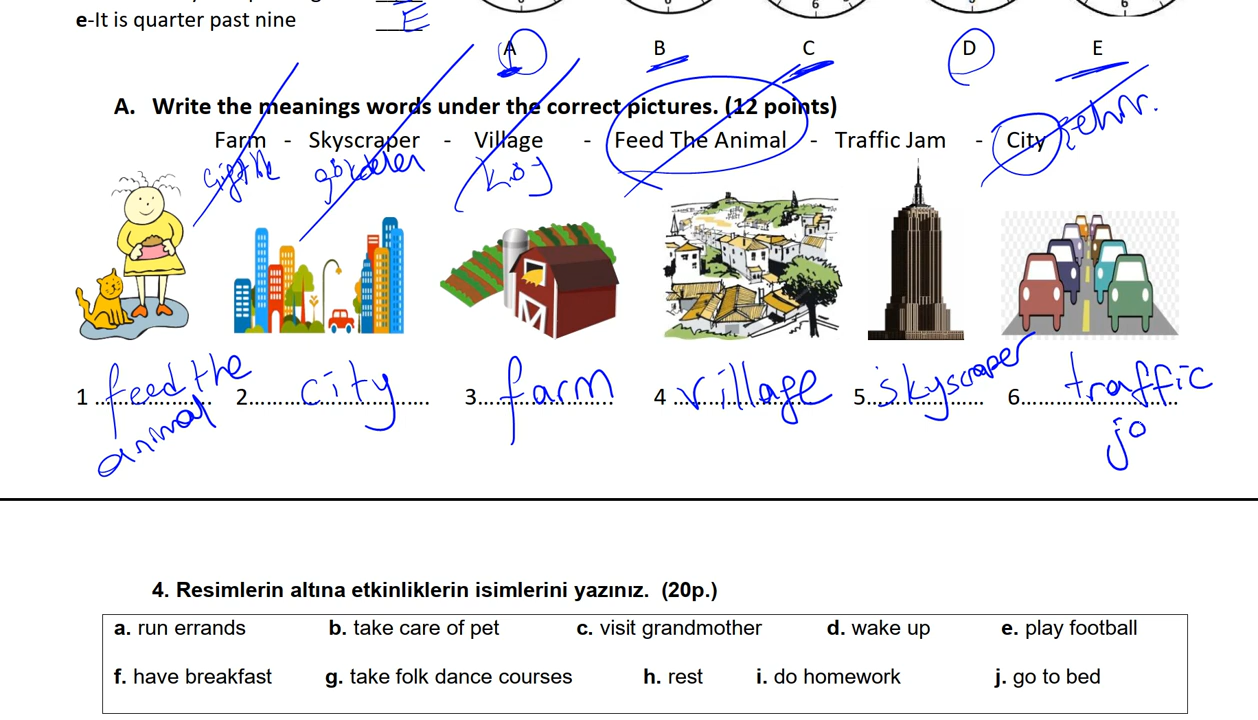 e-It is quarter past nine E
6 6
A B C D E
A. Write the meanings words under the correct pictures. (12 points)
Farm - Skyscraper - Village - Feed The Animal - Traffic Jam - City şehir.
çiftlik gökdelen köy
1 feed the animal 2 city 3 farm 4 village 5 skyscraper 6 traffic ja
4. Resimlerin altına etkinliklerin isimlerini yazınız. (20p.)
a. run errands b. take care of pet c. visit grandmother d. wake up e. play football
f. have breakfast g. take folk dance courses h. rest i. do homework j. go to bed